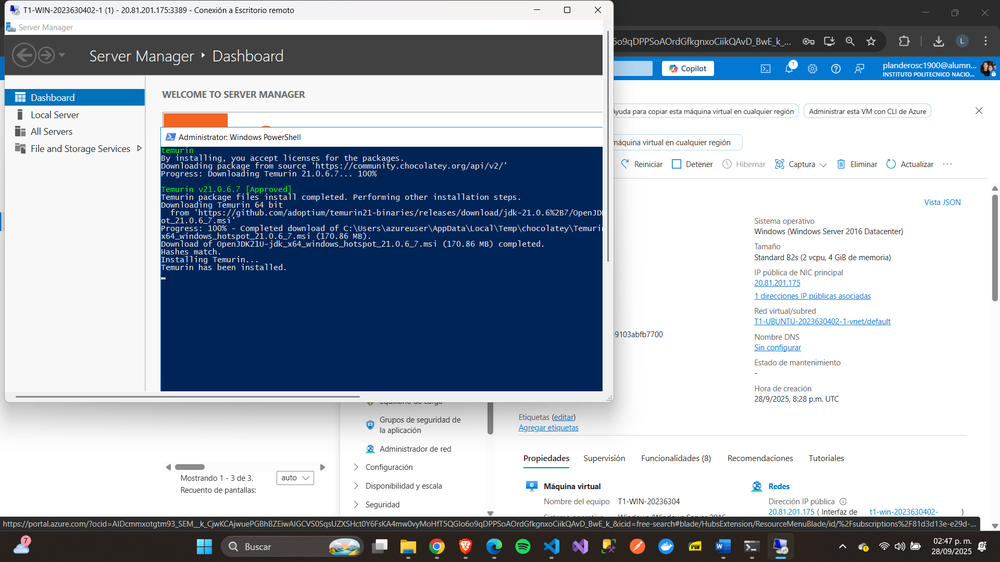 T1-WIN-2023630402-1 (1) - 20.81.201.175:3389 - Conexión a Escritorio remoto
Server Manager
Server Manager
Dashboard
Dashboard
Local Server
All Servers
File and Storage Services
WELCOME TO SERVER MANAGER
Administrator: Windows PowerShell
temurin
By installing, you accept licenses for the packages.
Downloading package from source 'https://community.chocolatey.org/api/v2/'
Progress: Downloading Temurin 21.0.6.7... 100%
Temurin v21.0.6.7 [Approved]
Temurin package files install completed. Performing other installation steps.
Downloading Temurin 64 bit
from 'https://github.com/adoptium/temurin21-binaries/releases/download/jdk-21.0.6%2B7/OpenJD
ot_21.0.6_7.msi'
Progress: 100% - Completed download of C:\Users\azureuser\AppData\Local\Temp\chocolatey\Temuri
x64_windows_hotspot_21.0.6_7.msi (170.86 MB).
Download of OpenJDK21U-jdk_x64_windows_hotspot_21.0.6_7.msi (170.86 MB) completed.
Hashes match.
Installing Temurin...
Temurin has been installed.
6o9qDPPSoAOrdGfkgnxoCiikQAvD_BwE_k_...
L
Copilot
1
planderosc1900@alumn...
INSTITUTO POLITECNICO NACIO...
Ayuda para copiar esta máquina virtual en cualquier región
Administrar esta VM con CLI de Azure
máquina virtual en cualquier región
Reiniciar
Detener
Hibernar
Captura
Eliminar
Actualizar
Vista JSON
Sistema operativo
Windows (Windows Server 2016 Datacenter)
Tamaño
Standard B2s (2 vcpu, 4 GiB de memoria)
IP pública de NIC principal
20.81.201.175
1 direcciones IP públicas asociadas
Red virtual/subred
T1-UBUNTU-2023630402-1-vnet/default
-9103abfb7700
Nombre DNS
Sin configurar
Estado de mantenimiento
-
Hora de creación
28/9/2025, 8:28 p.m. UTC
Equilibrio de carga
Grupos de seguridad de
la aplicación
Administrador de red
Configuración
Disponibilidad y escala
Seguridad
Mostrando 1 - 3 de 3.
auto
Recuento de pantallas:
Etiquetas (editar)
Agregar etiquetas
Propiedades
Supervisión
Funcionalidades (8)
Recomendaciones
Tutoriales
Máquina virtual
Nombre del equipo T1-WIN-20236304
Sistema operativo Windows (Windows Server 2016
Redes
Dirección IP pública
20.81.201.175 ( Interfaz de t1-win-2023630402- )
https://portal.azure.com/?ocid=AIDcmmxotgtm93_SEM__k_CjwKCAjwuePGBhBZEiwAIGCVS0SqsUZXSHct0Y6FsKA4mw0vyMoHfT5QGlo6o9qDPPSoAOrdGfkgnxoCiikQAvD_BwE_k_&icid=free-search#blade/HubsExtension/ResourceMenuBlade/id/%2Fsubscriptions%2F81d3d13e-e29d-...
7
Buscar
PDF
02:47 p. m.
28/09/2025